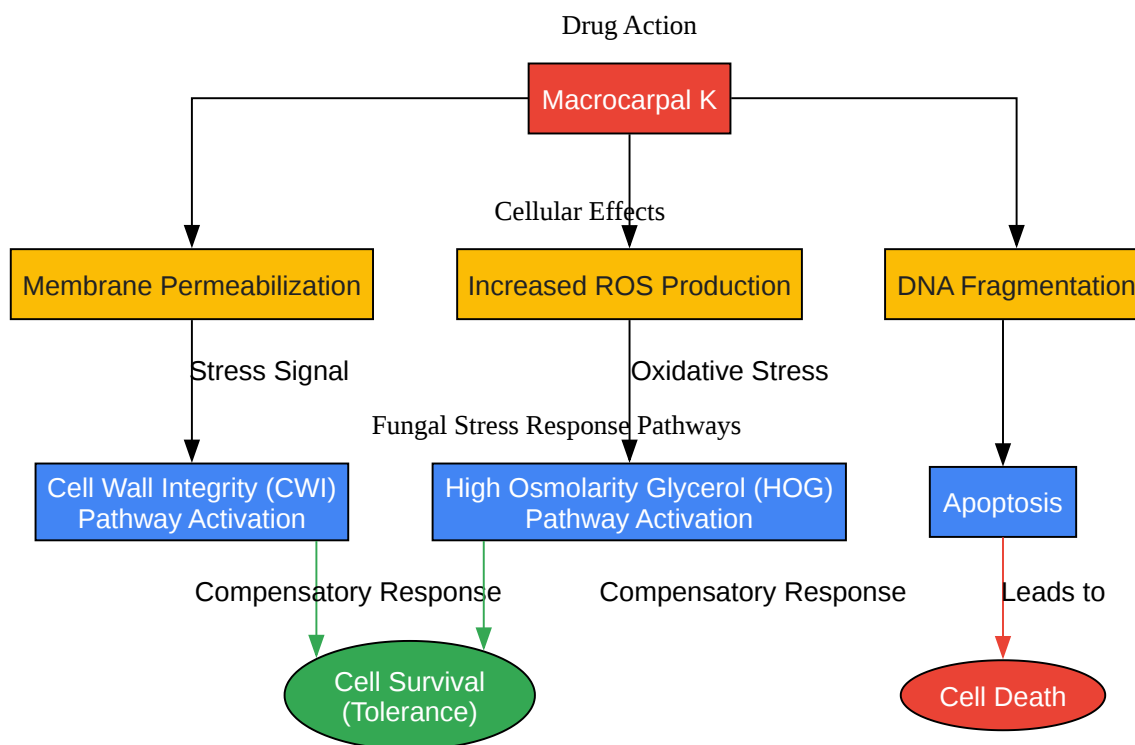 Drug Action
Macrocarpal K
Cellular Effects
Membrane Permeabilization
Increased ROS Production
DNA Fragmentation
Stress Signal
Oxidative Stress
Fungal Stress Response Pathways
Cell Wall Integrity (CWI)
Pathway Activation
High Osmolarity Glycerol (HOG)
Pathway Activation
Apoptosis
Compensatory Response
Compensatory Response
Leads to
Cell Survival
(Tolerance)
Cell Death